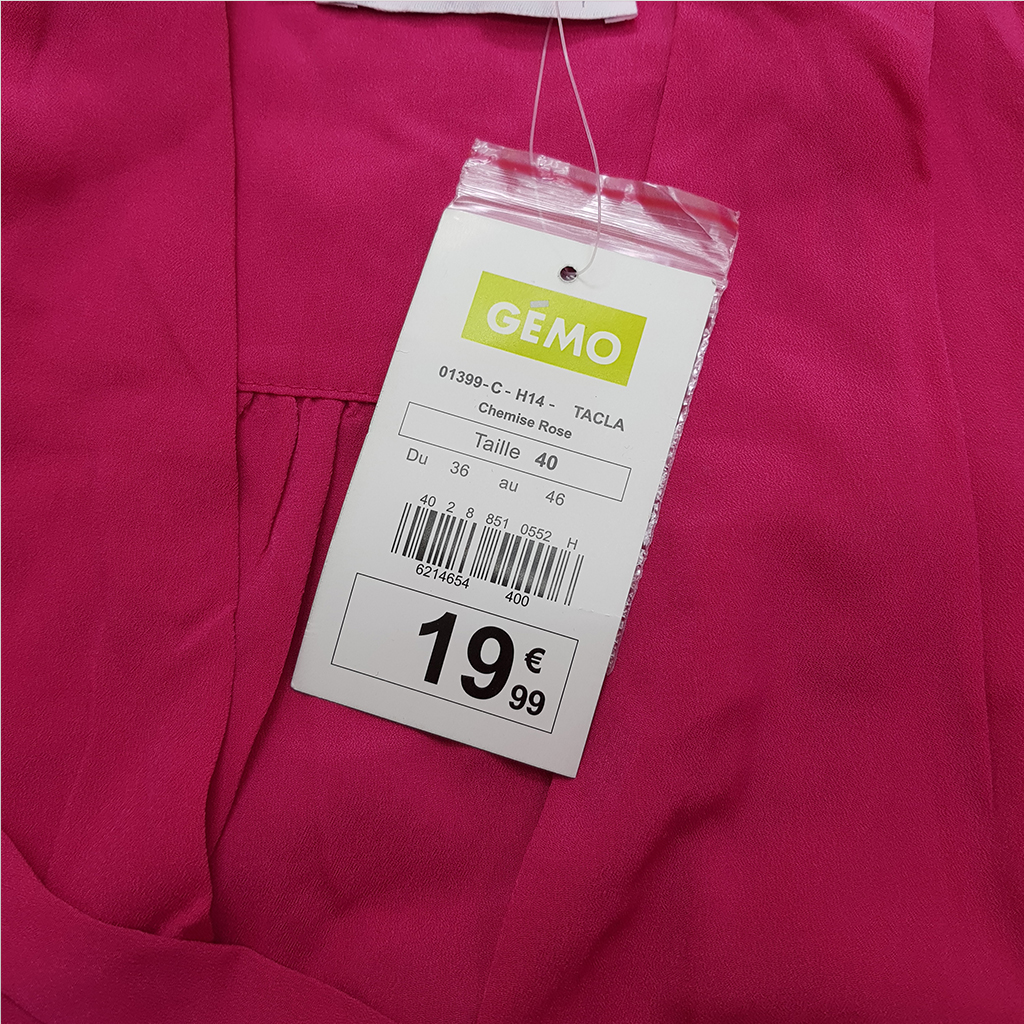 GÉMO
01399-C - H14 - TACLA
Chemise Rose
Taille 40
Du 36 au 46
40 2 8 851 0552 H
6214654 400
19 €
99